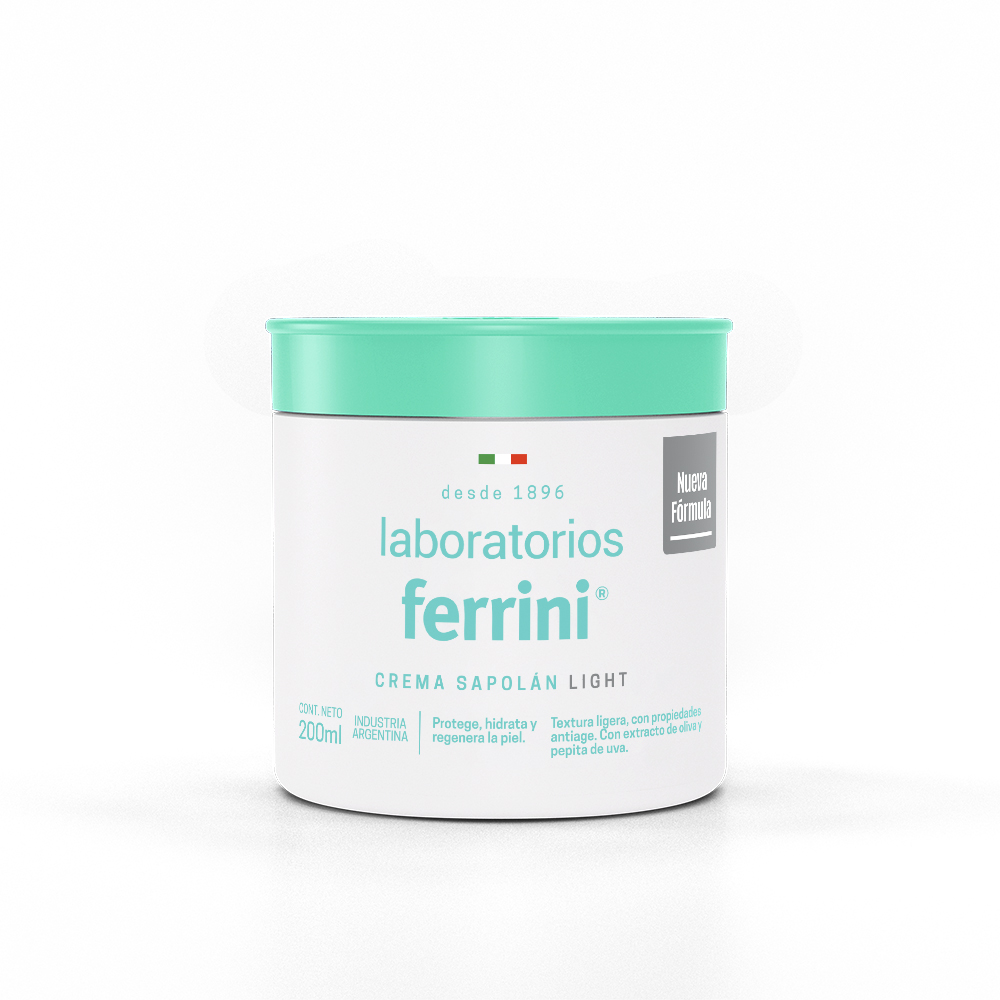 desde 1896
laboratorios
ferrini®
Nueva
Fórmula
CREMA SAPOLÁN LIGHT
CONT. NETO
200ml
INDUSTRIA
ARGENTINA
Protege, hidrata y
regenera la piel.
Textura ligera, con propiedades
antiage. Con extracto de oliva y
pepita de uva.